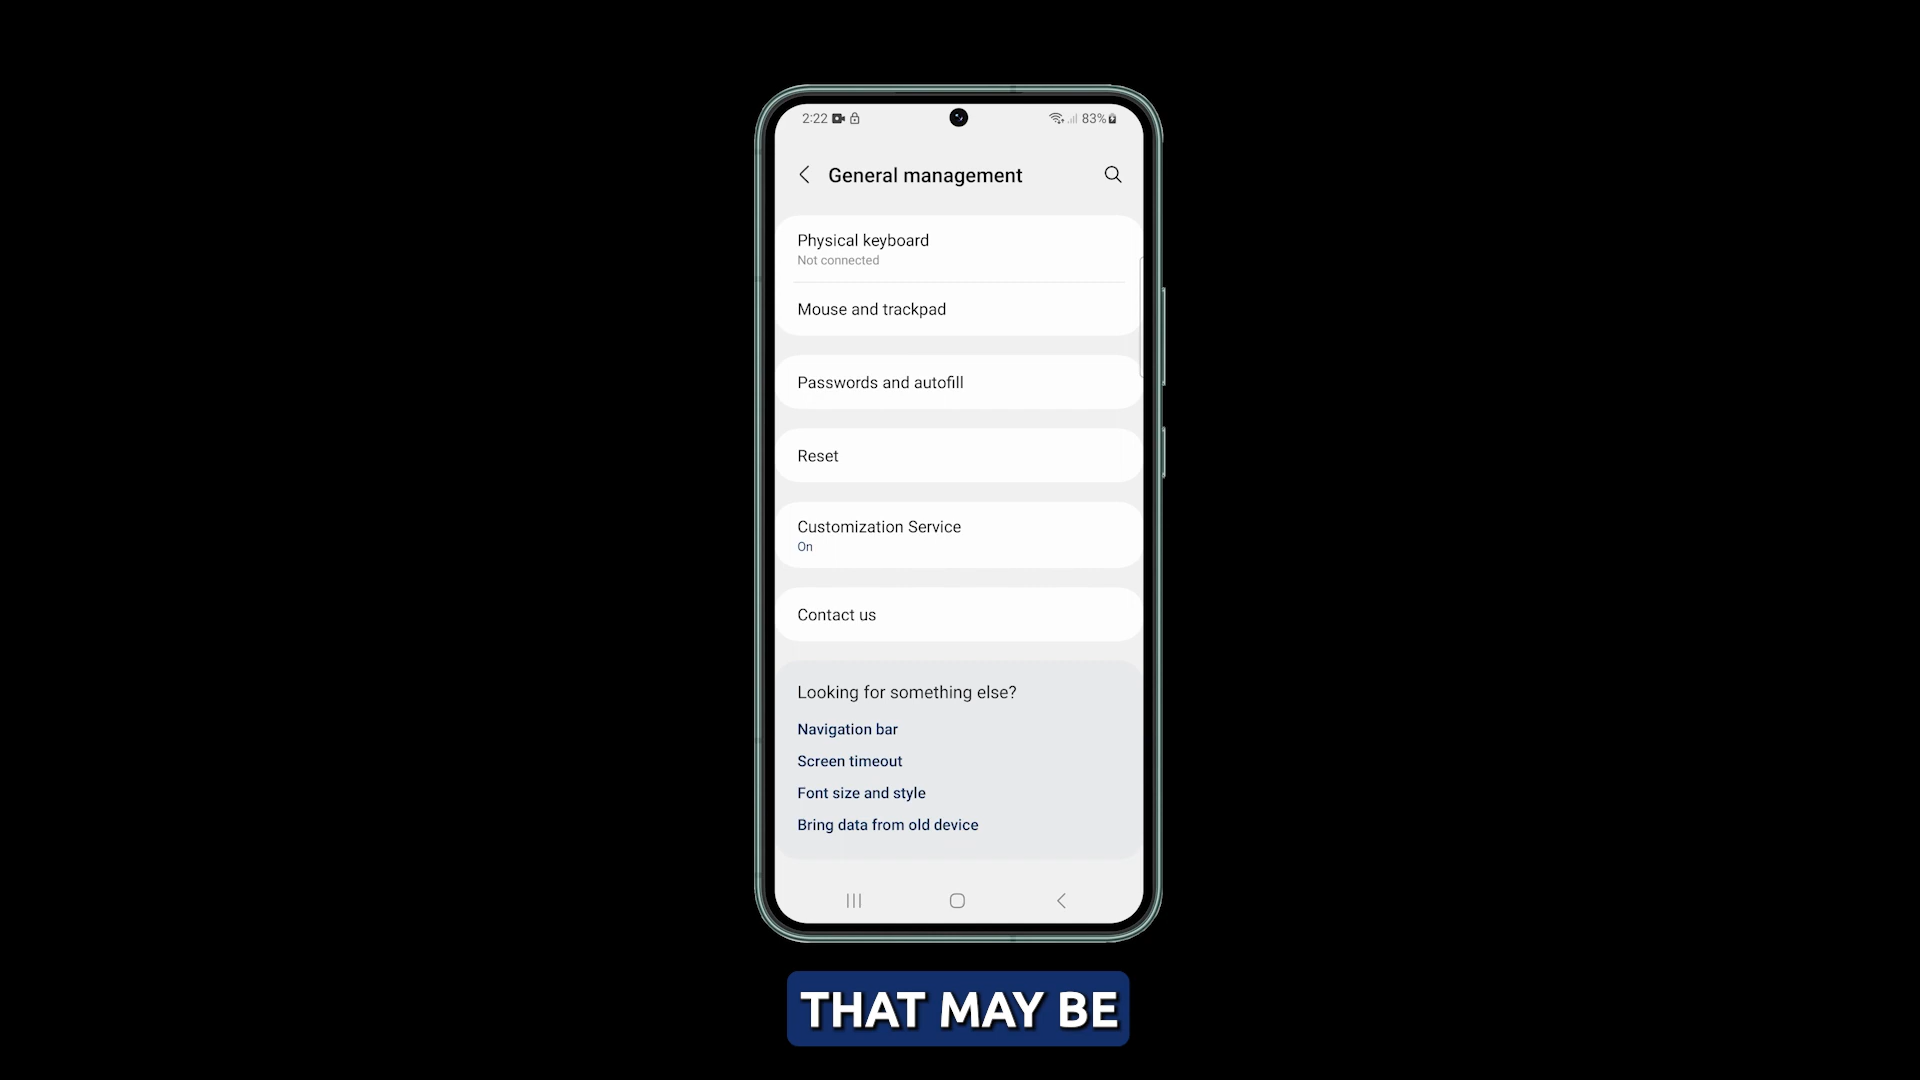 2:22 83%
General management
Physical keyboard
Not connected
Mouse and trackpad
Passwords and autofill
Reset
Customization Service
On
Contact us
Looking for something else?
Navigation bar
Screen timeout
Font size and style
Bring data from old device
THAT MAY BE